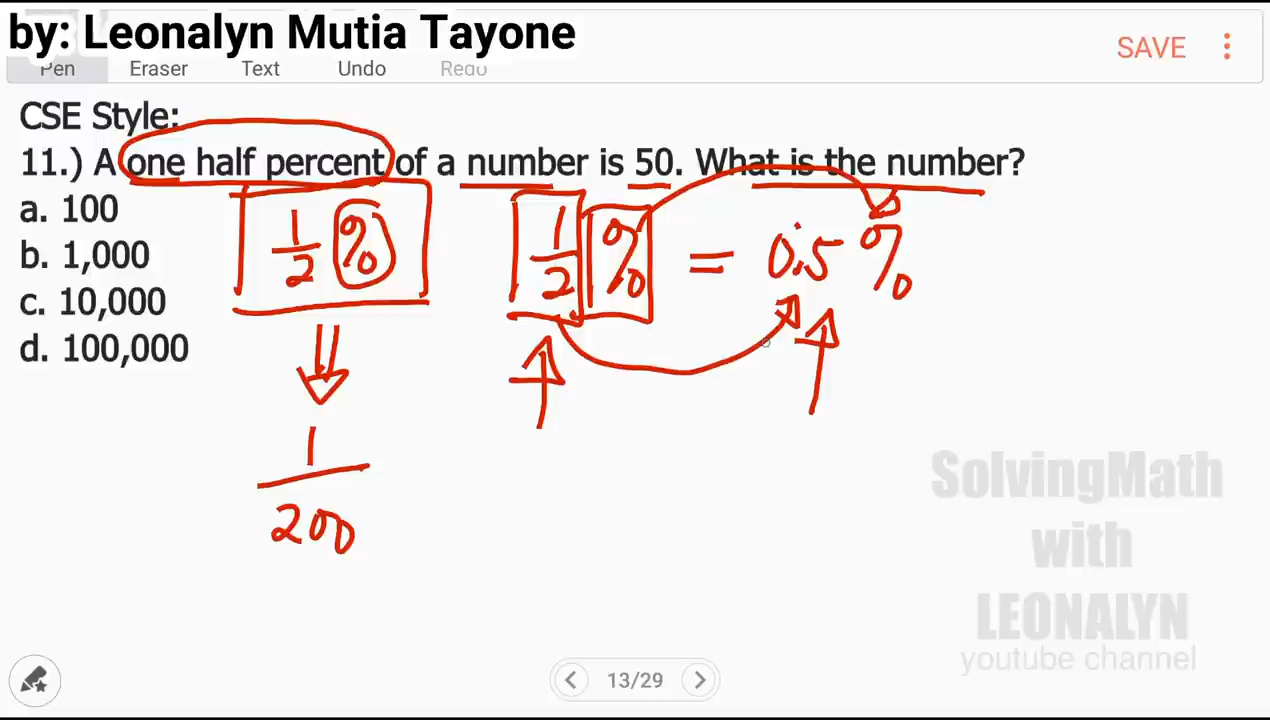 by: Leonalyn Mutia Tayone
SAVE
Pen Eraser Text Undo Redo
CSE Style:
11.) A one half percent of a number is 50. What is the number?
a. 100
b. 1,000
c. 10,000
d. 100,000
1/2 % 1/2 % = 0.5 %
1/200
SolvingMath
with
LEONALYN
youtube channel
13/29